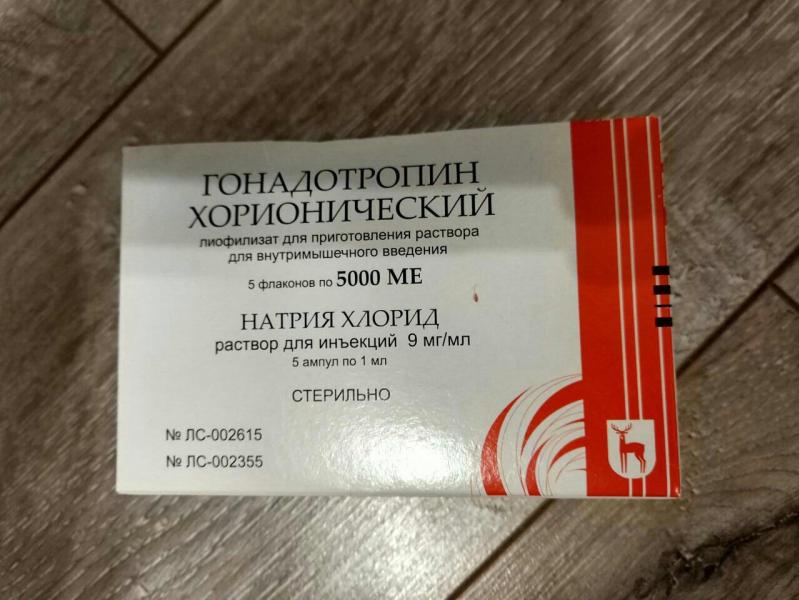 ГОНАДОТРОПИН
ХОРИОНИЧЕСКИЙ
лиофилизат для приготовления раствора
для внутримышечного введения
5 флаконов по 5000 МЕ
НАТРИЯ ХЛОРИД
раствор для инъекций 9 мг/мл
5 ампул по 1 мл
СТЕРИЛЬНО
№ ЛС-002615
№ ЛС-002355